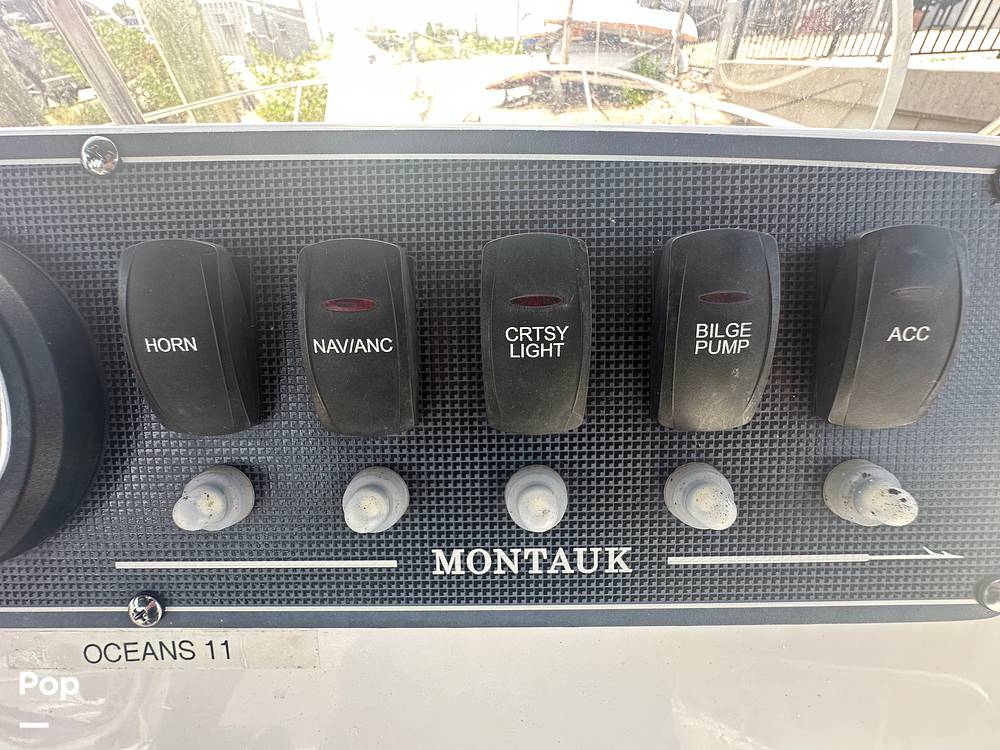 HORN
NAV/ANC
CRTSY
LIGHT
BILGE
PUMP
ACC
MONTAUK
OCEANS 11
Pop